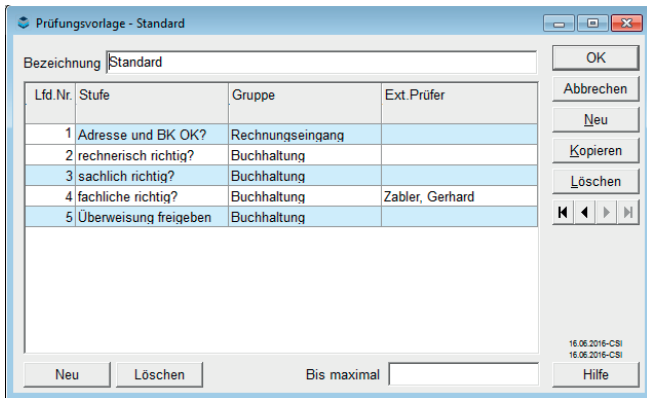 Prüfungsvorlage - Standard
Bezeichnung Standard
OK
Abbrechen
Neu
Kopieren
Löschen
Lfd.Nr. Stufe Gruppe Ext.Prüfer
1 Adresse und BK OK? Rechnungseingang
2 rechnerisch richtig? Buchhaltung
3 sachlich richtig? Buchhaltung
4 fachliche richtig? Buchhaltung Zabler, Gerhard
5 Überweisung freigeben Buchhaltung
16.06.2016-CSI
16.06.2016-CSI
Neu Löschen Bis maximal Hilfe